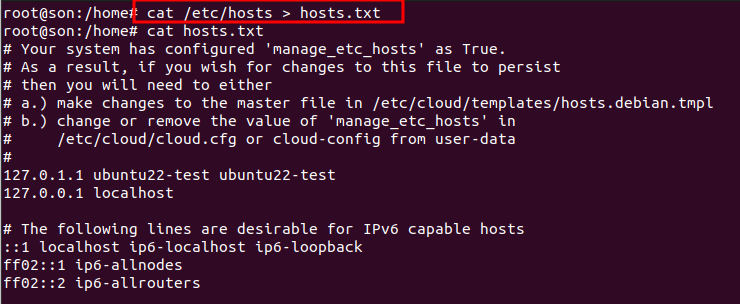 root@son:/home# cat /etc/hosts > hosts.txt
root@son:/home# cat hosts.txt
# Your system has configured 'manage_etc_hosts' as True.
# As a result, if you wish for changes to this file to persist
# then you will need to either
# a.) make changes to the master file in /etc/cloud/templates/hosts.debian.tmpl
# b.) change or remove the value of 'manage_etc_hosts' in
#     /etc/cloud/cloud.cfg or cloud-config from user-data
#
127.0.1.1 ubuntu22-test ubuntu22-test
127.0.0.1 localhost

# The following lines are desirable for IPv6 capable hosts
::1 localhost ip6-localhost ip6-loopback
ff02::1 ip6-allnodes
ff02::2 ip6-allrouters